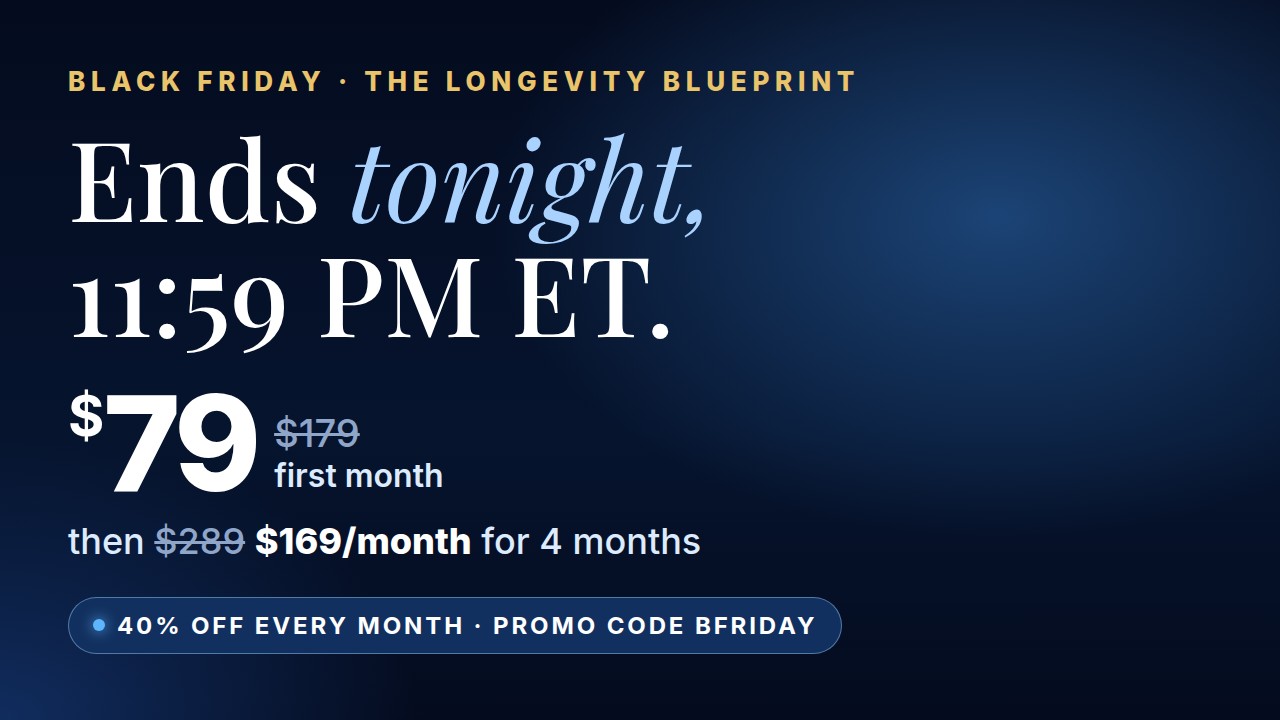 BLACK FRIDAY · THE LONGEVITY BLUEPRINT
Ends tonight,
11:59 PM ET.
$79 $179
first month
then $289 $169/month for 4 months
40% OFF EVERY MONTH · PROMO CODE BFRIDAY